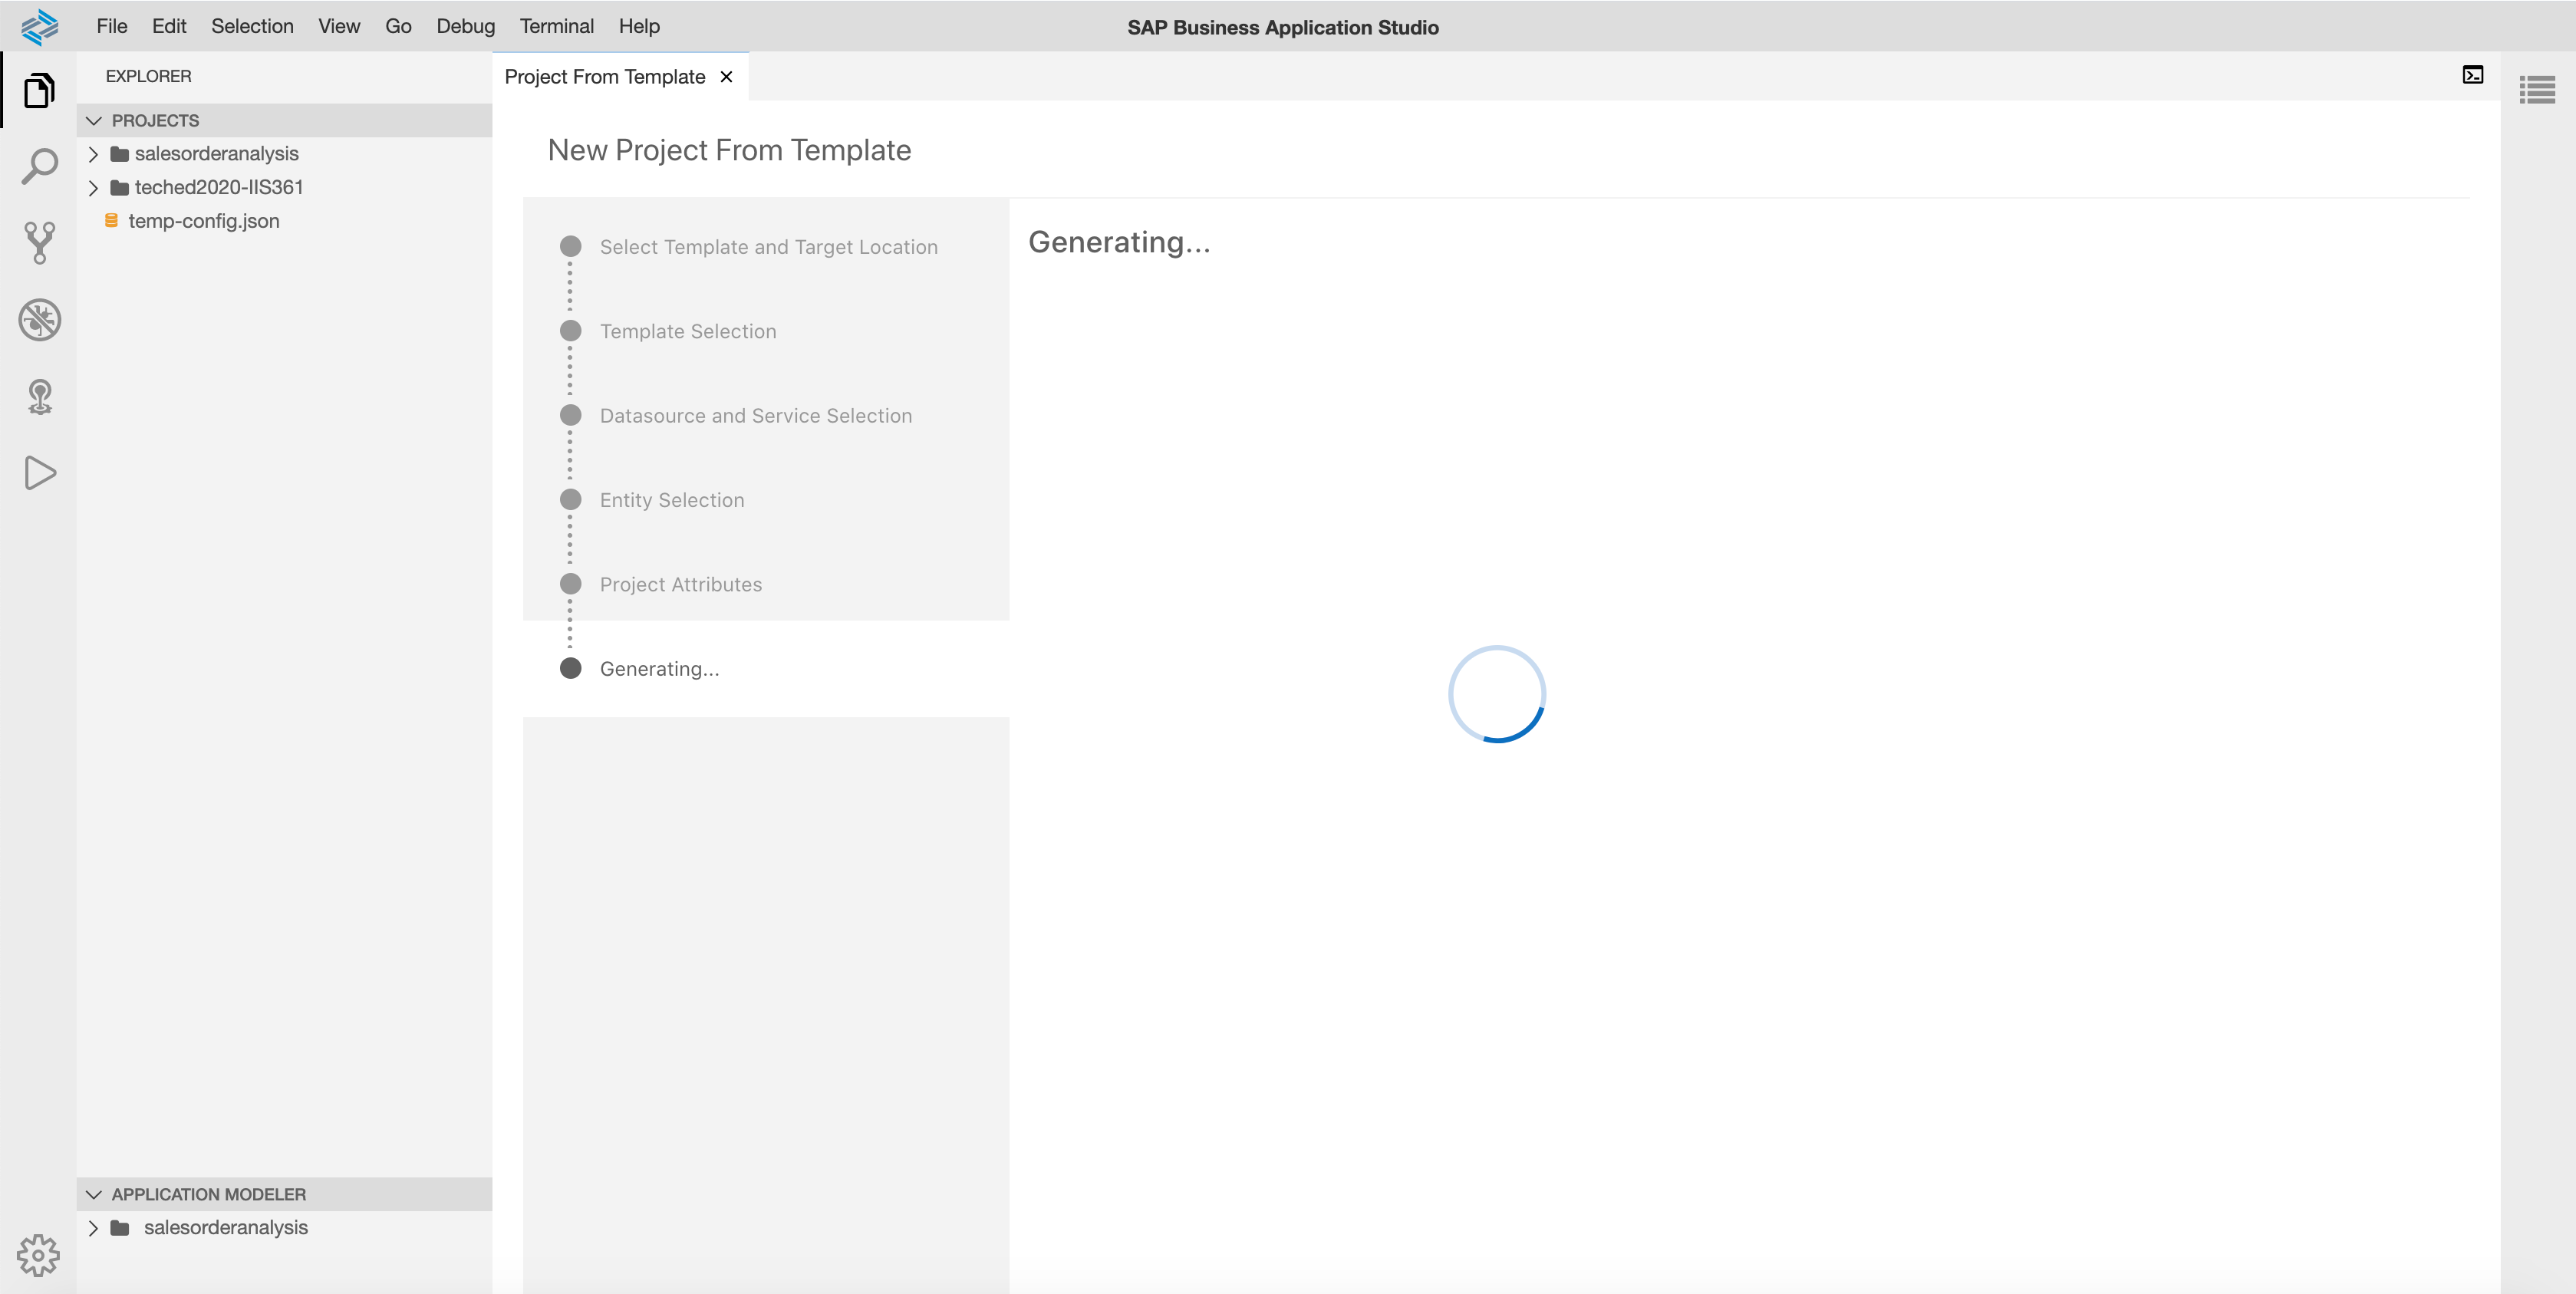 File Edit Selection View Go Debug Terminal Help
SAP Business Application Studio
EXPLORER
PROJECTS
salesorderanalysis
teched2020-IIS361
temp-config.json
APPLICATION MODELER
salesorderanalysis
Project From Template
New Project From Template
Select Template and Target Location
Template Selection
Datasource and Service Selection
Entity Selection
Project Attributes
Generating...
Generating...